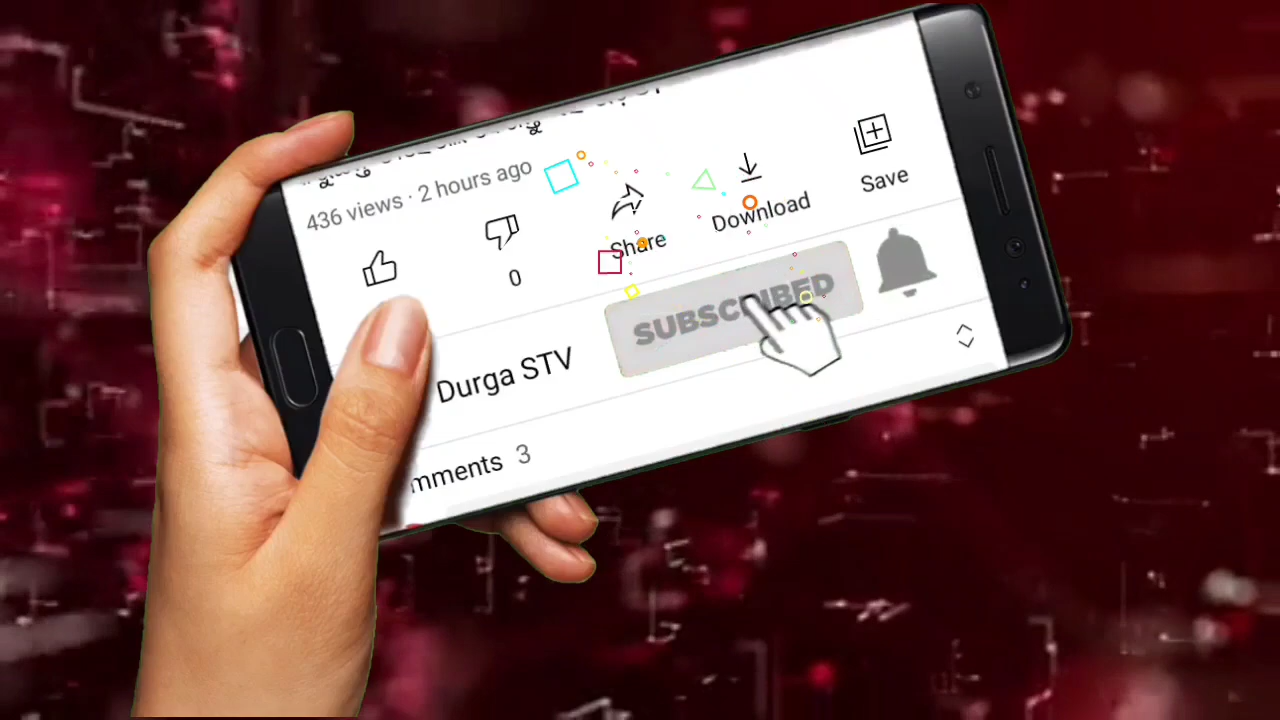 436 views · 2 hours ago
0
Share
Download
Save
SUBSCRIBED
Durga STV
mments 3